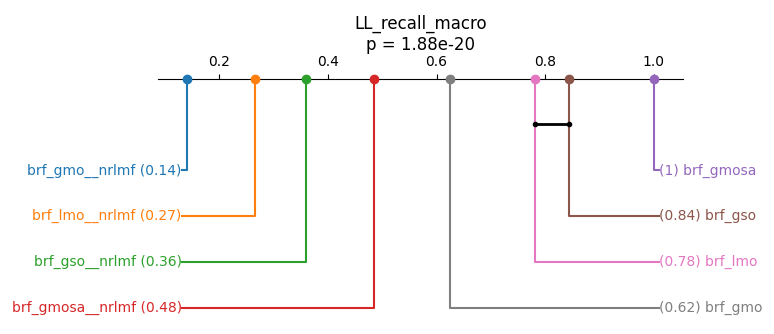 LL_recall_macro
p = 1.88e-20
0.2 0.4 0.6 0.8 1.0
brf_gmo__nrlmf (0.14) (1) brf_gmosa
brf_lmo__nrlmf (0.27) (0.84) brf_gso
brf_gso__nrlmf (0.36) (0.78) brf_lmo
brf_gmosa__nrlmf (0.48) (0.62) brf_gmo